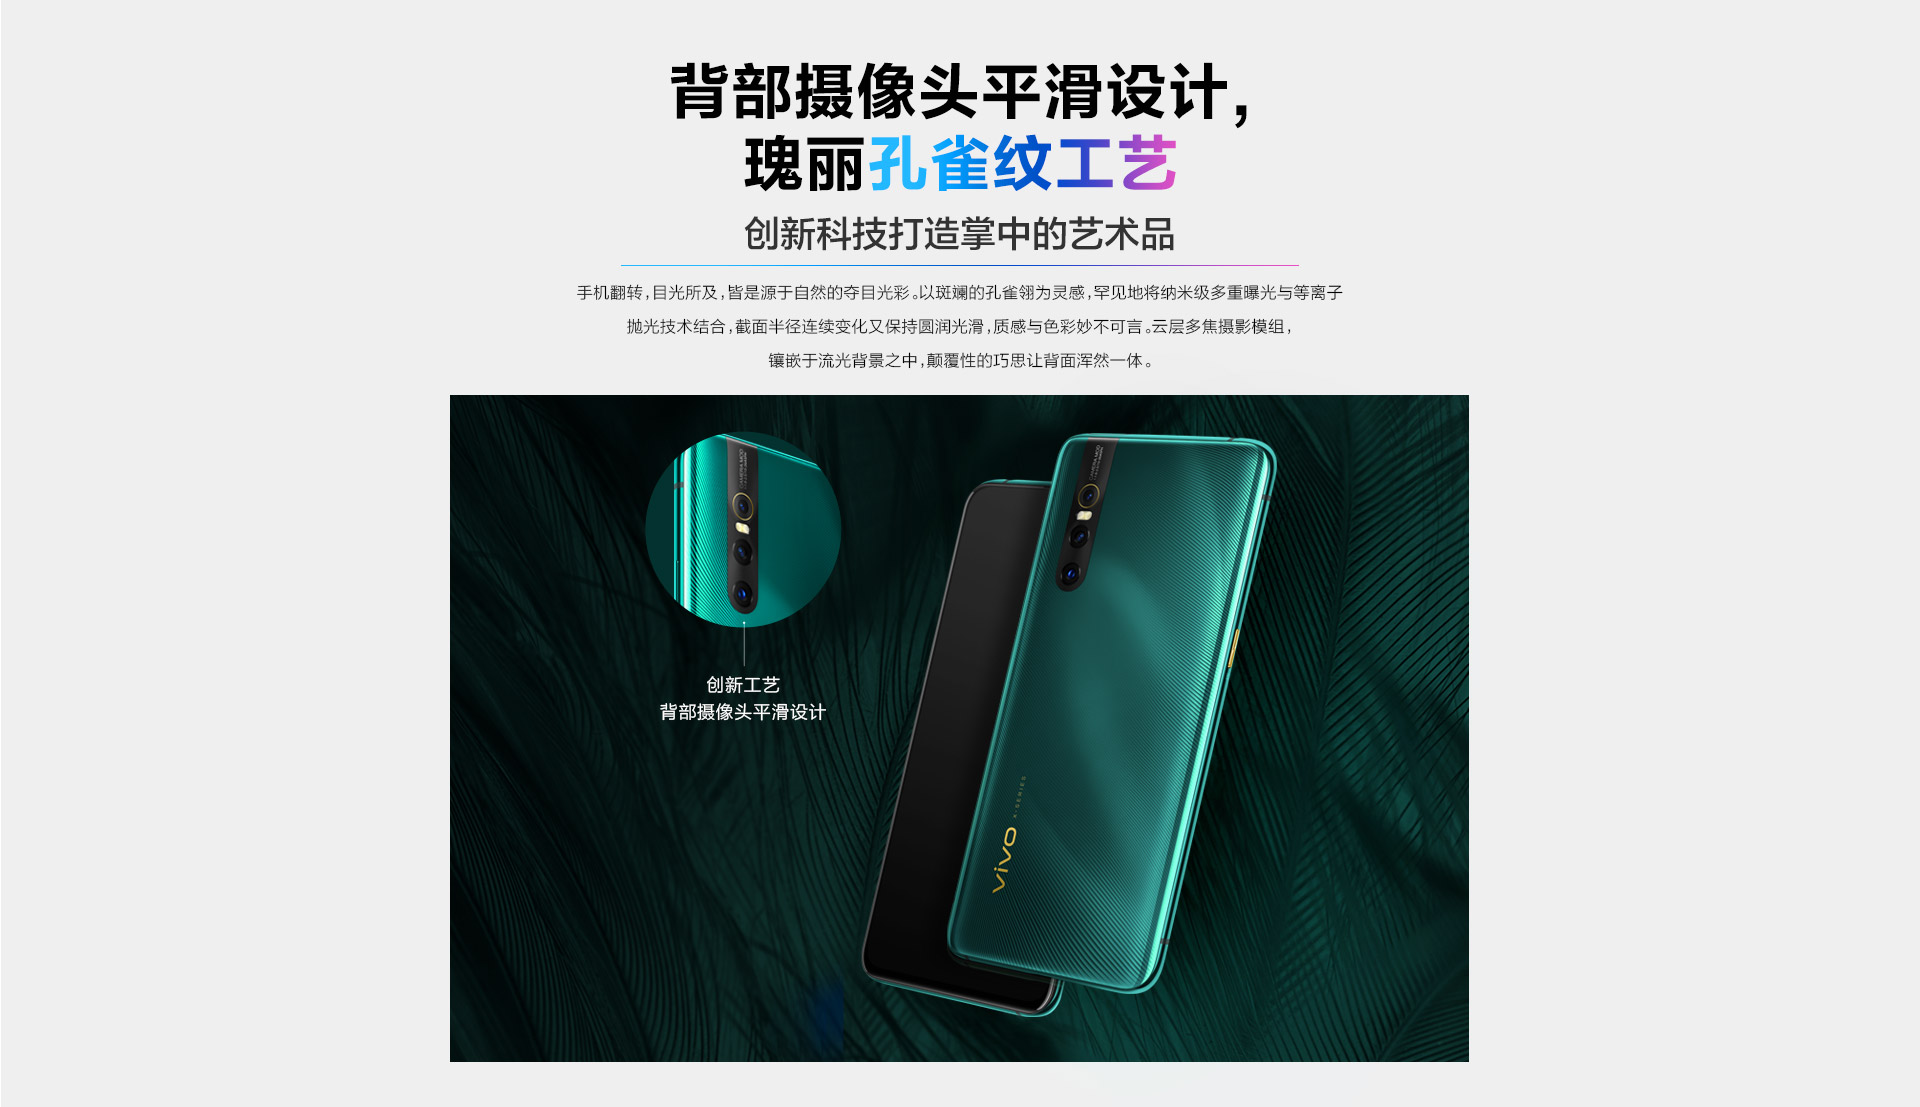 背部摄像头平滑设计，
瑰丽孔雀纹工艺
创新科技打造掌中的艺术品
手机翻转，目光所及，皆是源于自然的夺目光彩。以斑斓的孔雀翎为灵感，罕见地将纳米级多重曝光与等离子
抛光技术结合，截面半径连续变化又保持圆润光滑，质感与色彩妙不可言。云层多焦摄影模组，
镶嵌于流光背景之中，颠覆性的巧思让背面浑然一体。
CAMERA MOD
CAMERA MOD
创新工艺
背部摄像头平滑设计
X·SERIES
vivo